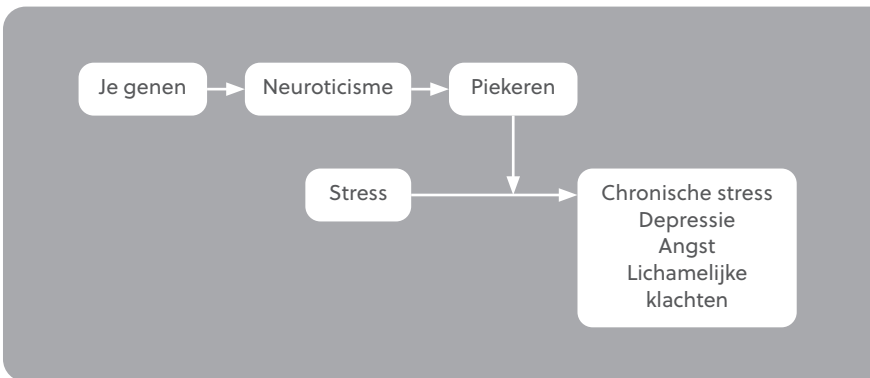 Je genen
Neuroticisme
Piekeren
Stress
Chronische stress
Depressie
Angst
Lichamelijke
klachten